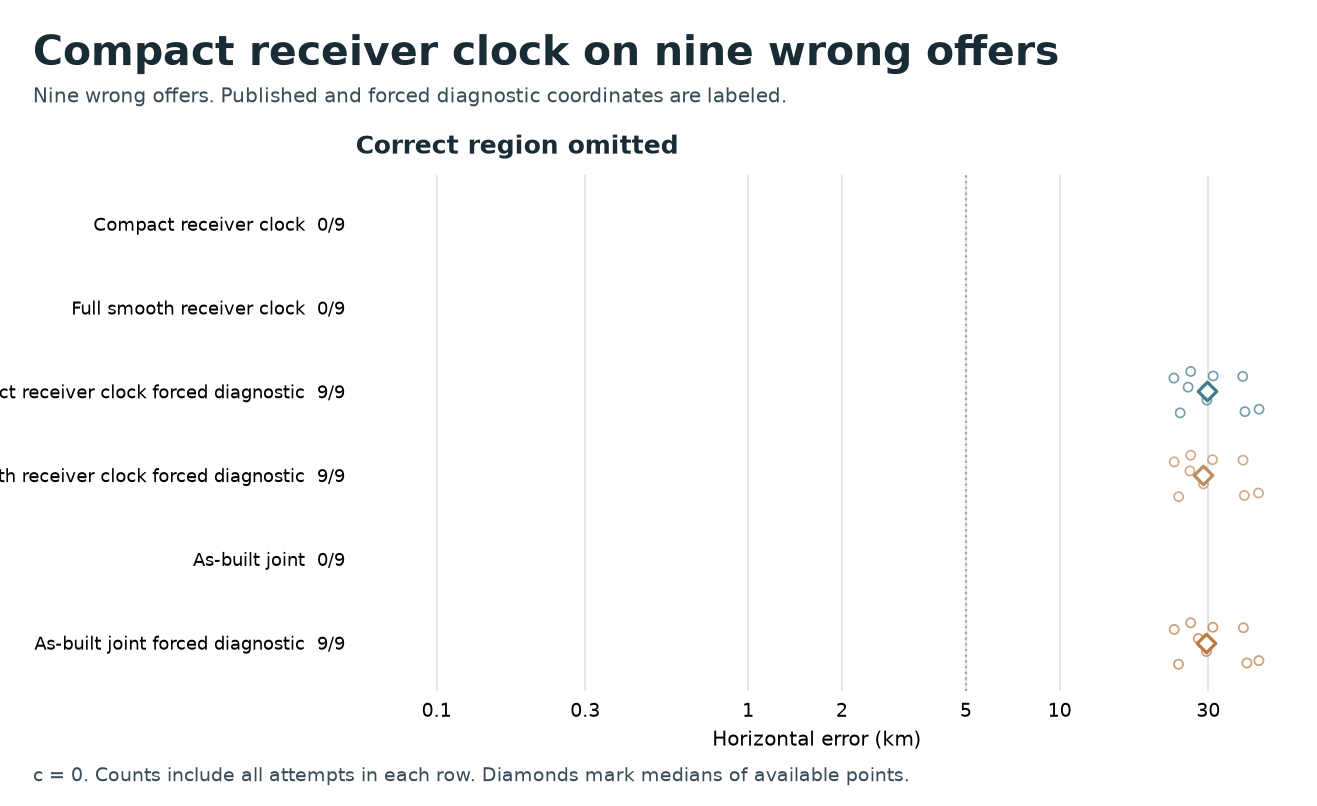 Compact receiver clock on nine wrong offers
Nine wrong offers. Published and forced diagnostic coordinates are labeled.
Correct region omitted
Compact receiver clock 0/9
Full smooth receiver clock 0/9
receiver clock forced diagnostic 9/9
receiver clock forced diagnostic 9/9
As-built joint 0/9
As-built joint forced diagnostic 9/9
0.1 0.3 1 2 5 10 30
Horizontal error (km)
c = 0. Counts include all attempts in each row. Diamonds mark medians of available points.